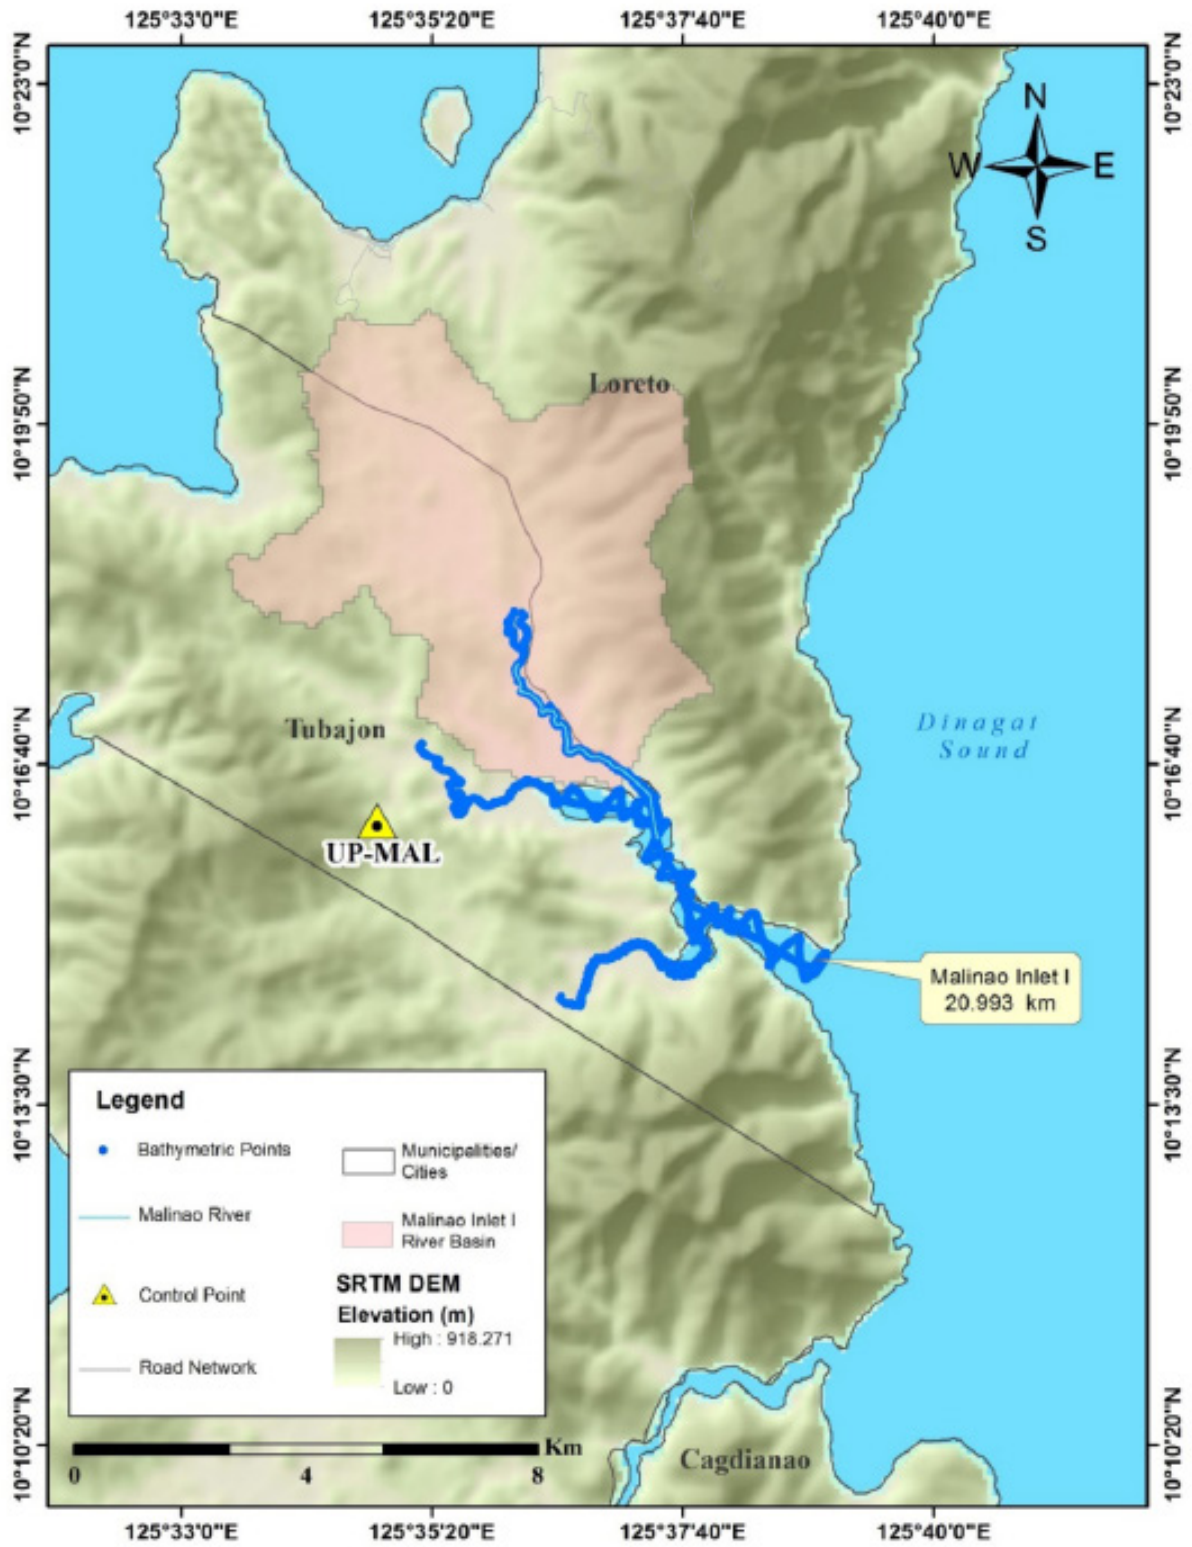 125°33'0"E 125°35'20"E 125°37'40"E 125°40'0"E
10°23'0"N 10°23'0"N
N
W E
S
Loreto
10°19'50"N 10°19'50"N
Dinagat
Sound
Tubajon
10°16'40"N 10°16'40"N
UP-MAL
Malinao Inlet I
20.993 km
10°13'30"N 10°13'30"N
Legend
Bathymetric Points
Malinao River
Control Point
Road Network
Municipalities/
Cities
Malinao Inlet I
River Basin
SRTM DEM
Elevation (m)
High : 918.271
Low : 0
10°10'20"N 10°10'20"N
Km
0 4 8
Cagdianao
125°33'0"E 125°35'20"E 125°37'40"E 125°40'0"E